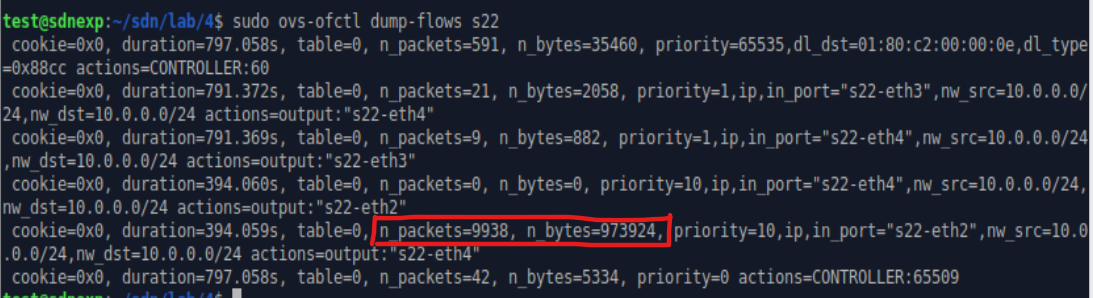 test@sdnexp:~/sdn/lab/4$ sudo ovs-ofctl dump-flows s22
cookie=0x0, duration=797.058s, table=0, n_packets=591, n_bytes=35460, priority=65535,dl_dst=01:80:c2:00:00:0e,dl_type
=0x88cc actions=CONTROLLER:60
cookie=0x0, duration=791.372s, table=0, n_packets=21, n_bytes=2058, priority=1,ip,in_port="s22-eth3",nw_src=10.0.0.0/
24,nw_dst=10.0.0.0/24 actions=output:"s22-eth4"
cookie=0x0, duration=791.369s, table=0, n_packets=9, n_bytes=882, priority=1,ip,in_port="s22-eth4",nw_src=10.0.0.0/24
,nw_dst=10.0.0.0/24 actions=output:"s22-eth3"
cookie=0x0, duration=394.060s, table=0, n_packets=0, n_bytes=0, priority=10,ip,in_port="s22-eth4",nw_src=10.0.0.0/24,
nw_dst=10.0.0.0/24 actions=output:"s22-eth2"
cookie=0x0, duration=394.059s, table=0, n_packets=9938, n_bytes=973924, priority=10,ip,in_port="s22-eth2",nw_src=10.0
.0.0/24,nw_dst=10.0.0.0/24 actions=output:"s22-eth4"
cookie=0x0, duration=797.058s, table=0, n_packets=42, n_bytes=5334, priority=0 actions=CONTROLLER:65509
test@sdnexp:~/sdn/lab/4$